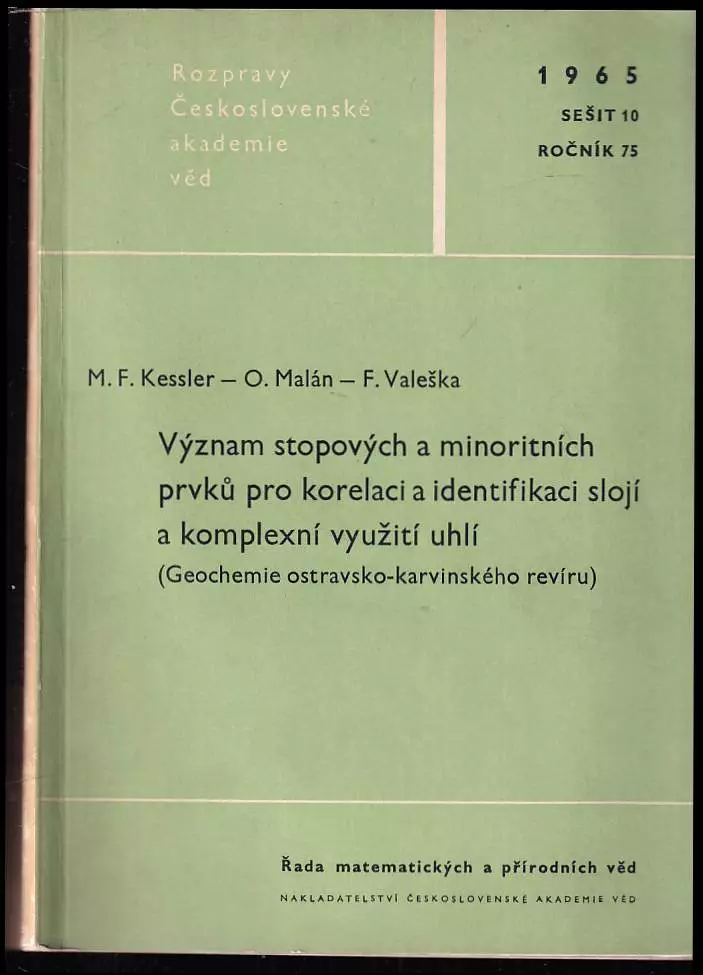 Rozpravy
Československé
akademie
věd
1965
SEŠIT 10
ROČNÍK 75
M. F. Kessler – O. Malán – F. Valeška
Význam stopových a minoritních
prvků pro korelaci a identifikaci slojí
a komplexní využití uhlí
(Geochemie ostravsko-karvinského revíru)
Řada matematických a přírodních věd
NAKLADATELSTVÍ ČESKOSLOVENSKÉ AKADEMIE VĚD